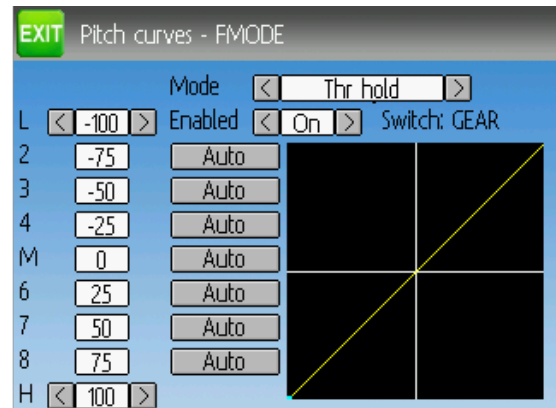 EXIT Pitch curves - FMODE
Mode < Thr hold >
L < -100 > Enabled < On > Switch: GEAR
2 -75 Auto
3 -50 Auto
4 -25 Auto
M 0 Auto
6 25 Auto
7 50 Auto
8 75 Auto
H < 100 >